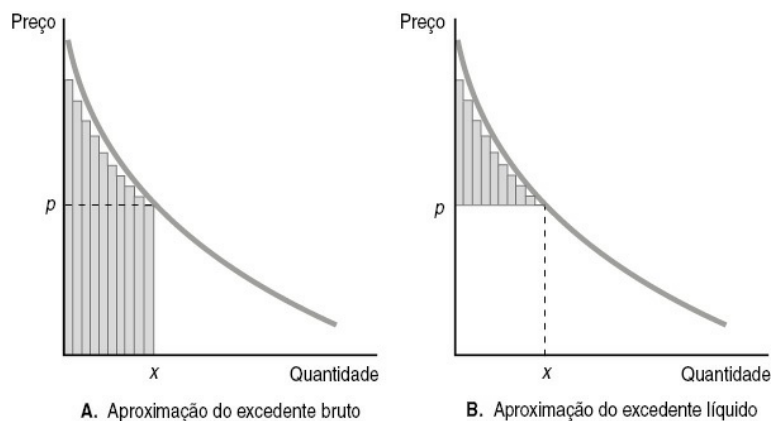 Preço
p
x
Quantidade
A. Aproximação do excedente bruto
Preço
p
x
Quantidade
B. Aproximação do excedente líquido